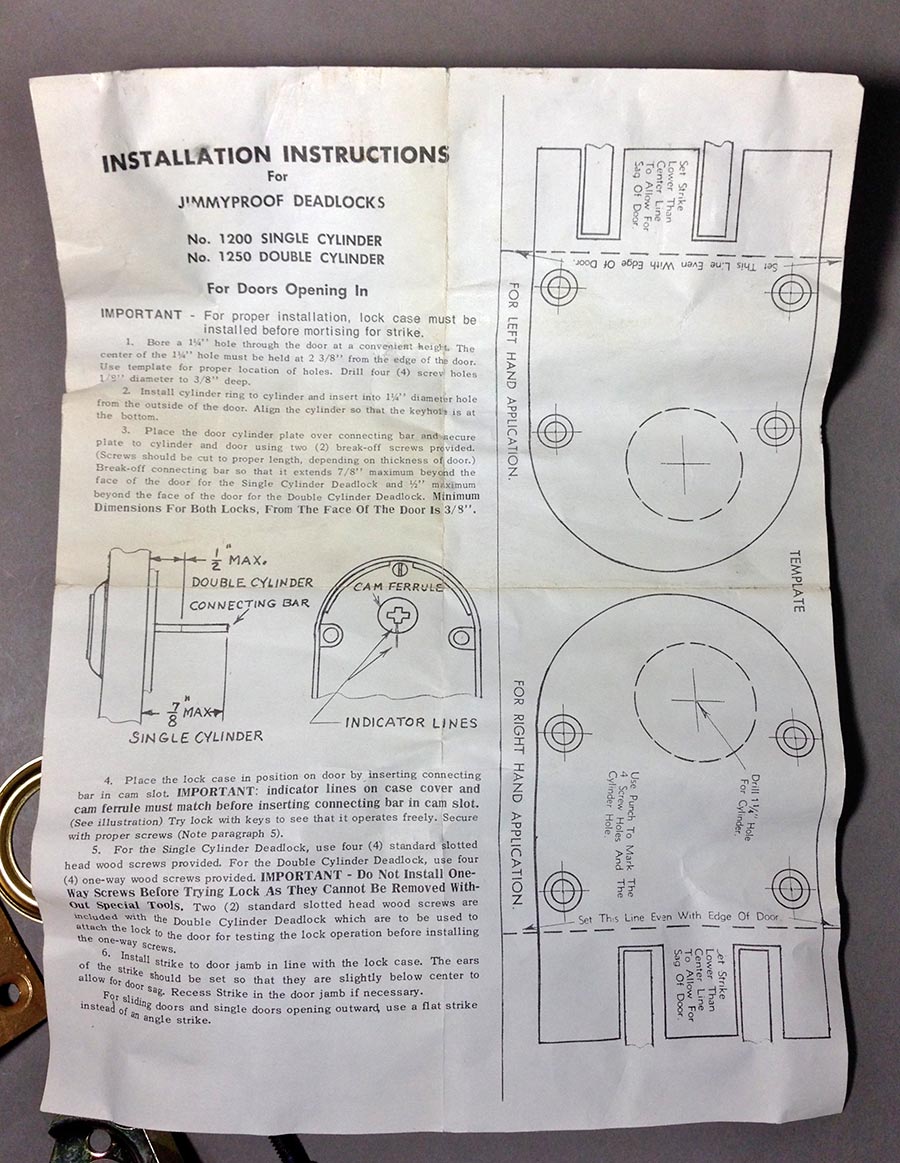 INSTALLATION INSTRUCTIONS
For
JIMMYPROOF DEADLOCKS
No. 1200 SINGLE CYLINDER
No. 1250 DOUBLE CYLINDER
For Doors Opening In
IMPORTANT - For proper installation, lock case must be
installed before mortising for strike.
1. Bore a 1¼" hole through the door at a convenient height. The
center of the 1¼" hole must be held at 2 3/8" from the edge of the door.
Use template for proper location of holes. Drill four (4) screw holes
1/8" diameter to 3/8" deep.
2. Install cylinder ring to cylinder and insert into 1¼" diameter hole
from the outside of the door. Align the cylinder so that the keyhole is at
the bottom.
3. Place the door cylinder plate over connecting bar and secure
plate to cylinder and door using two (2) break-off screws provided.
(Screws should be cut to proper length, depending on thickness of door.)
Break-off connecting bar so that it extends 7/8" maximum beyond the
face of the door for the Single Cylinder Deadlock and ½" maximum
beyond the face of the door for the Double Cylinder Deadlock. Minimum
Dimensions For Both Locks, From The Face Of The Door Is 3/8".
1/2" MAX.
DOUBLE CYLINDER
CONNECTING BAR
7/8" MAX
SINGLE CYLINDER
CAM FERRULE
INDICATOR LINES
4. Place the lock case in position on door by inserting connecting
bar in cam slot. IMPORTANT: indicator lines on case cover and
cam ferrule must match before inserting connecting bar in cam slot.
(See illustration) Try lock with keys to see that it operates freely. Secure
with proper screws (Note paragraph 5).
5. For the Single Cylinder Deadlock, use four (4) standard slotted
head wood screws provided. For the Double Cylinder Deadlock, use four
(4) one-way wood screws provided. IMPORTANT - Do Not Install One-
Way Screws Before Trying Lock As They Cannot Be Removed With-
Out Special Tools. Two (2) standard slotted head wood screws are
included with the Double Cylinder Deadlock which are to be used to
attach the lock to the door for testing the lock operation before installing
the one-way screws.
6. Install strike to door jamb in line with the lock case. The ears
of the strike should be set so that they are slightly below center to
allow for door sag. Recess Strike in the door jamb if necessary.
For sliding doors and single doors opening outward, use a flat strike
instead of an angle strike.
Set Strike
Lower Than
Center Line
To Allow For
Sag Of Door.
Set This Line Even With Edge Of Door.
FOR LEFT HAND APPLICATION.
TEMPLATE
FOR RIGHT HAND APPLICATION.
Drill 1¼" Hole
For Cylinder.
Use Punch To Mark The
4 Screw Holes And The
Cylinder Hole.
Set This Line Even With Edge Of Door.
Set Strike
Lower Than
Center Line
To Allow For
Sag Of Door.